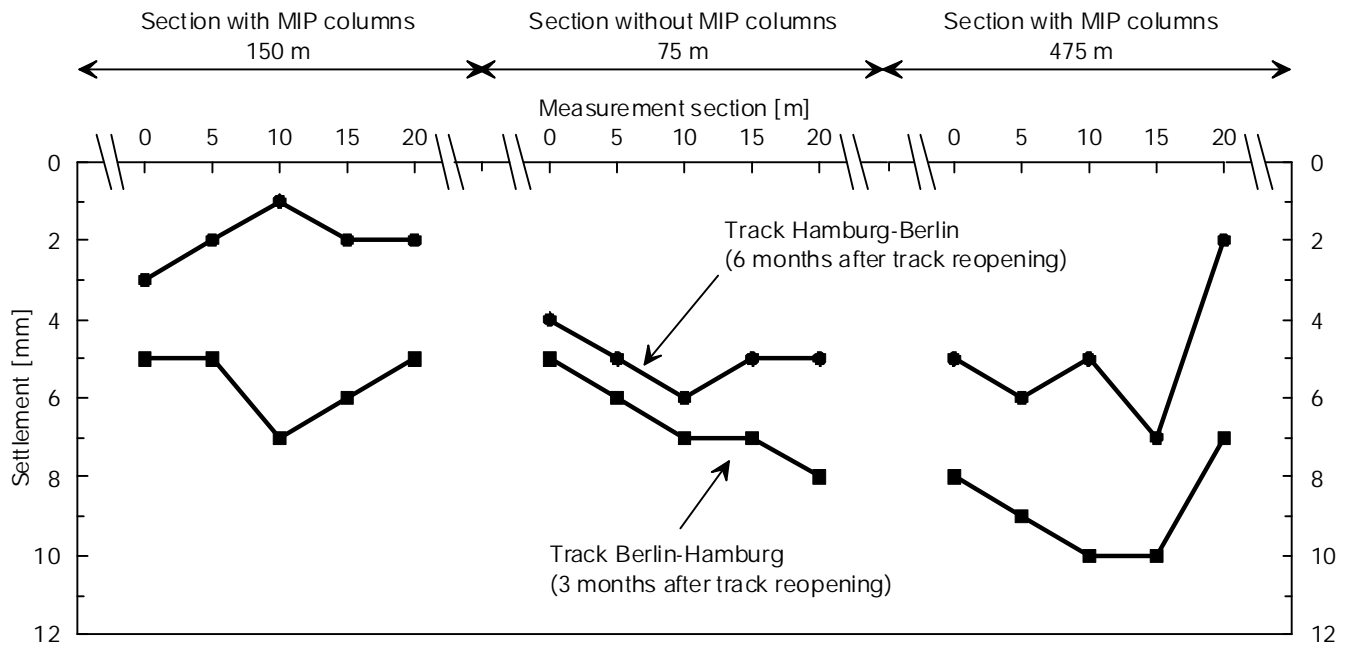 Section with MIP columns
150 m
Section without MIP columns
75 m
Section with MIP columns
475 m
Measurement section [m]
0 5 10 15 20 0 5 10 15 20 0 5 10 15 20
0 0
2 2
4 4
6 6
8 8
10 10
12 12
Settlement [mm]
Track Hamburg-Berlin
(6 months after track reopening)
Track Berlin-Hamburg
(3 months after track reopening)